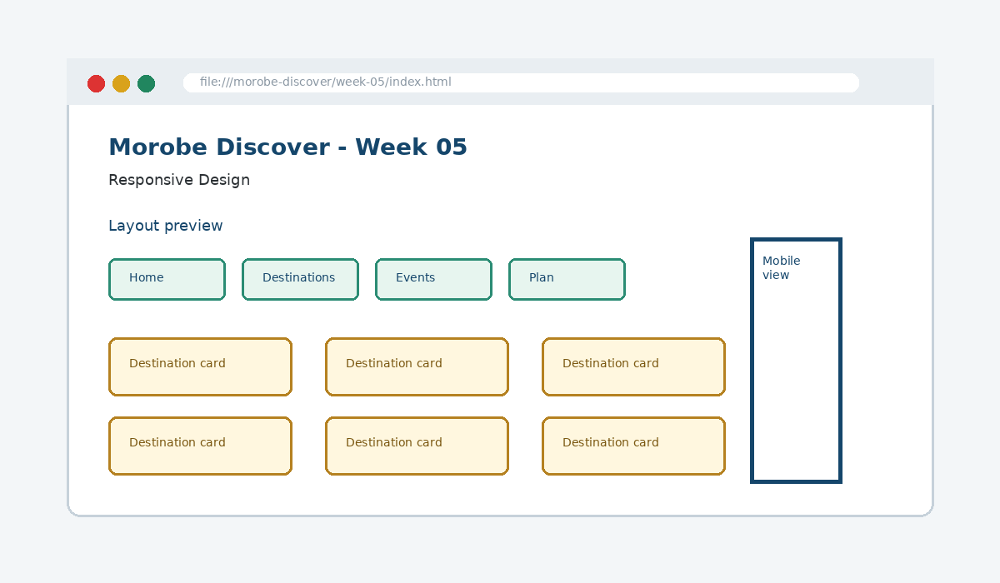 file:///morobe-discover/week-05/index.html
Morobe Discover - Week 05
Responsive Design
Layout preview
Home
Destinations
Events
Plan
Mobile
view
Destination card
Destination card
Destination card
Destination card
Destination card
Destination card